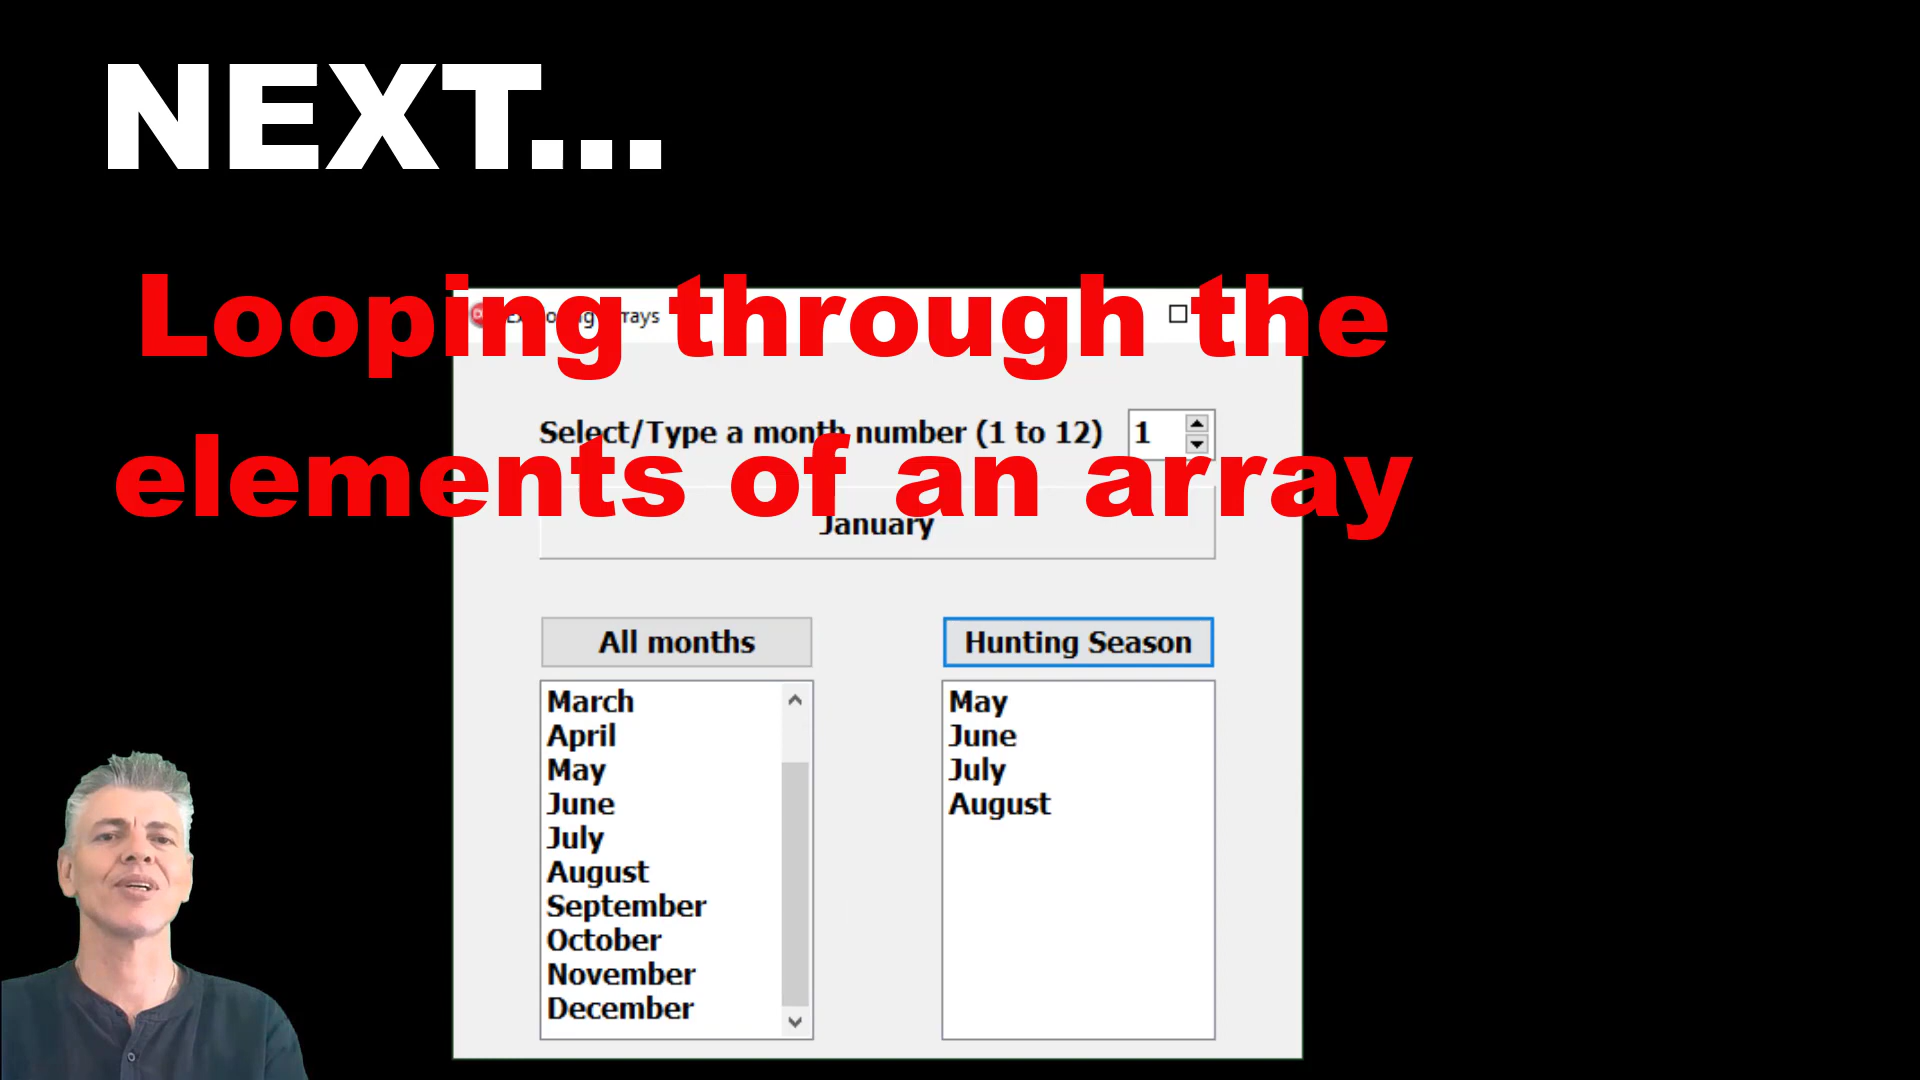 NEXT...
Looping through the
Select/Type a month number (1 to 12) 1
elements of an array
January
All months
Hunting Season
March
April
May
June
July
August
September
October
November
December
May
June
July
August